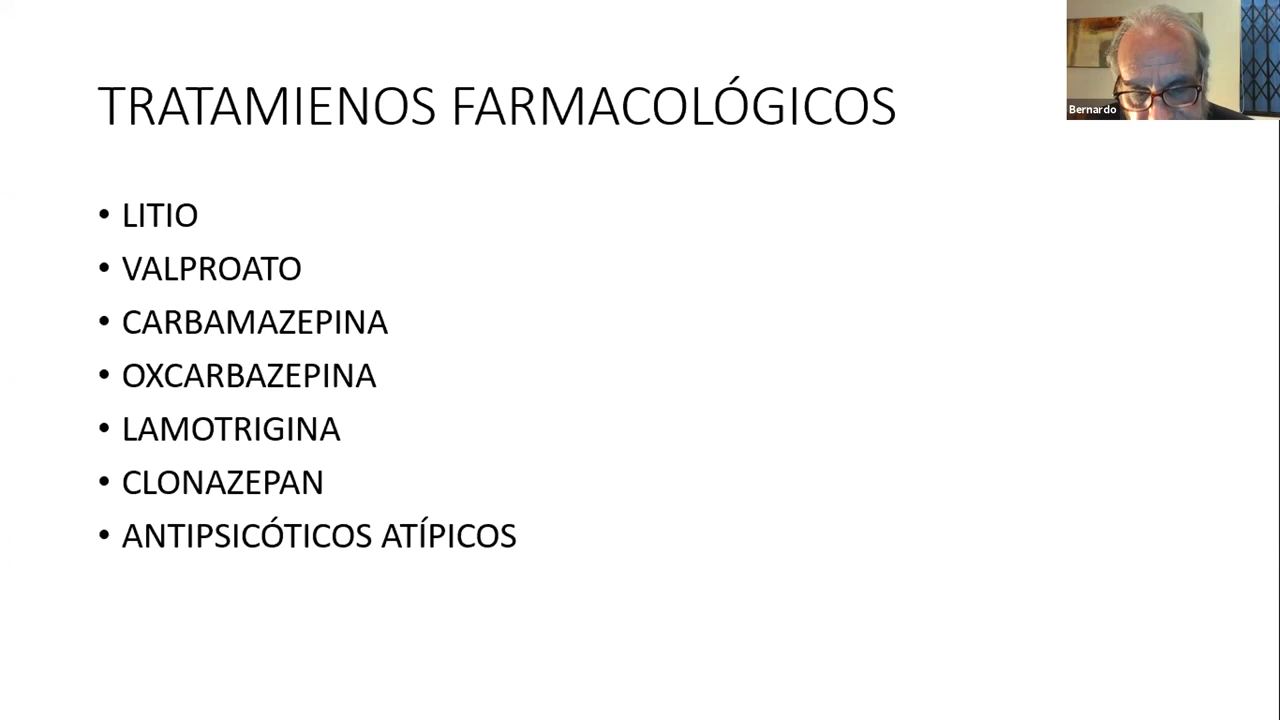 TRATAMIENOS FARMACOLÓGICOS
Bernardo
• LITIO
• VALPROATO
• CARBAMAZEPINA
• OXCARBAZEPINA
• LAMOTRIGINA
• CLONAZEPAN
• ANTIPSICÓTICOS ATÍPICOS